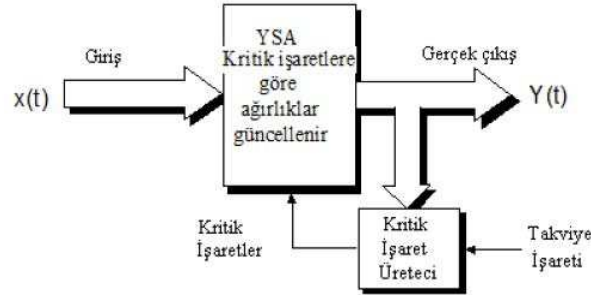 Giriş
x(t)
YSA
Kritik işaretlere
göre
ağırlıklar
güncellenir
Gerçek çıkış
Y(t)
Kritik
İşaretler
Kritik
İşaret
Üreteci
Takviye
İşareti